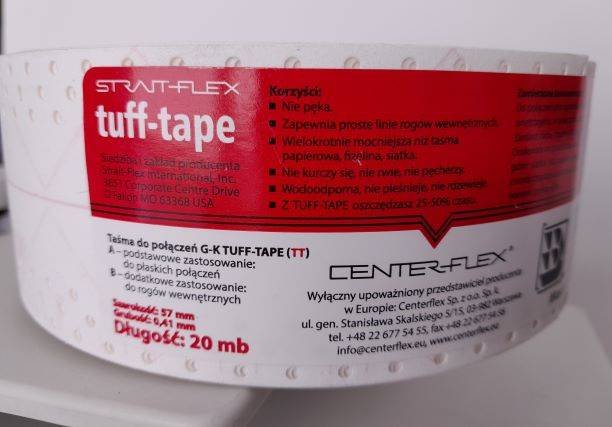 STRAIT-FLEX
tuff-tape
Siedziba i zakład producenta
Strait-Flex International, Inc.
3851 Corporate Centre Drive
O'Fallon MO 63368 USA
Korzyści:
■ Nie pęka.
■ Zapewnia proste linie rogów wewnętrznych.
■ Wielokrotnie mocniejsza niż taśma
papierowa, fizelina, siatka.
■ Nie kurczy się, nie rwie, nie pęcherzy.
■ Wodoodporna, nie pleśnieje, nie rdzewieje.
■ Z TUFF-TAPE oszczędzasz 25-50% czasu.
Taśma do połączeń G-K TUFF-TAPE (TT)
A – podstawowe zastosowanie:
do płaskich połączeń
B – dodatkowe zastosowanie:
do rogów wewnętrznych
Szerokość: 57 mm
Grubość: 0,41 mm
Długość: 20 mb
CENTER-FLEX®
Wyłączny upoważniony przedstawiciel producenta
w Europie: Centerflex Sp. z o.o. Sp. k.
ul. gen. Stanisława Skalskiego 5/15, 03-982 Warszawa
tel. +48 22 677 54 55, fax +48 22 677 54 56
info@centerflex.eu, www.centerflex.eu